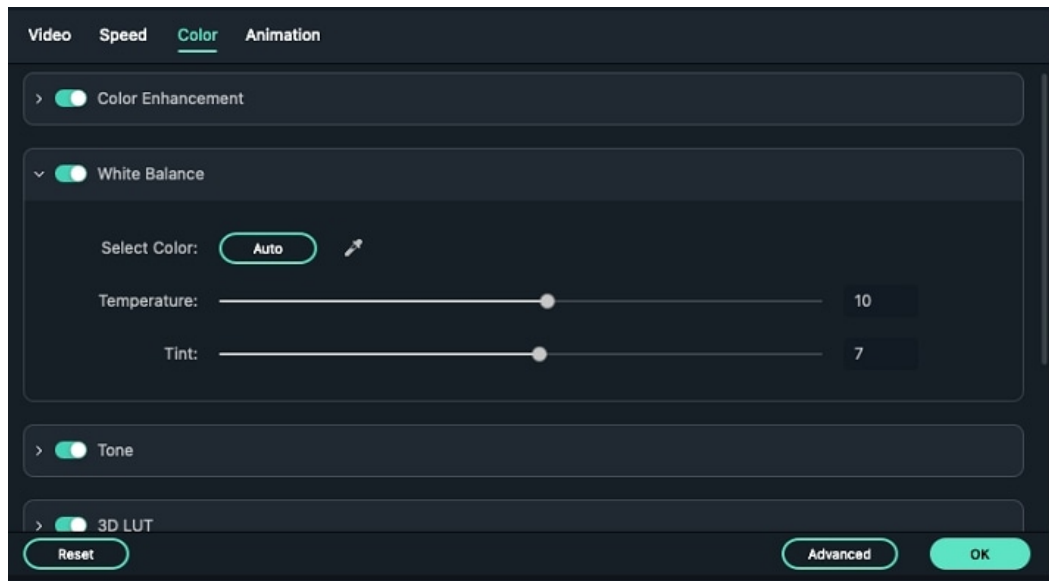 Video Speed Color Animation
Color Enhancement
White Balance
Select Color: Auto
Temperature: 10
Tint: 7
Tone
3D LUT
Reset Advanced OK